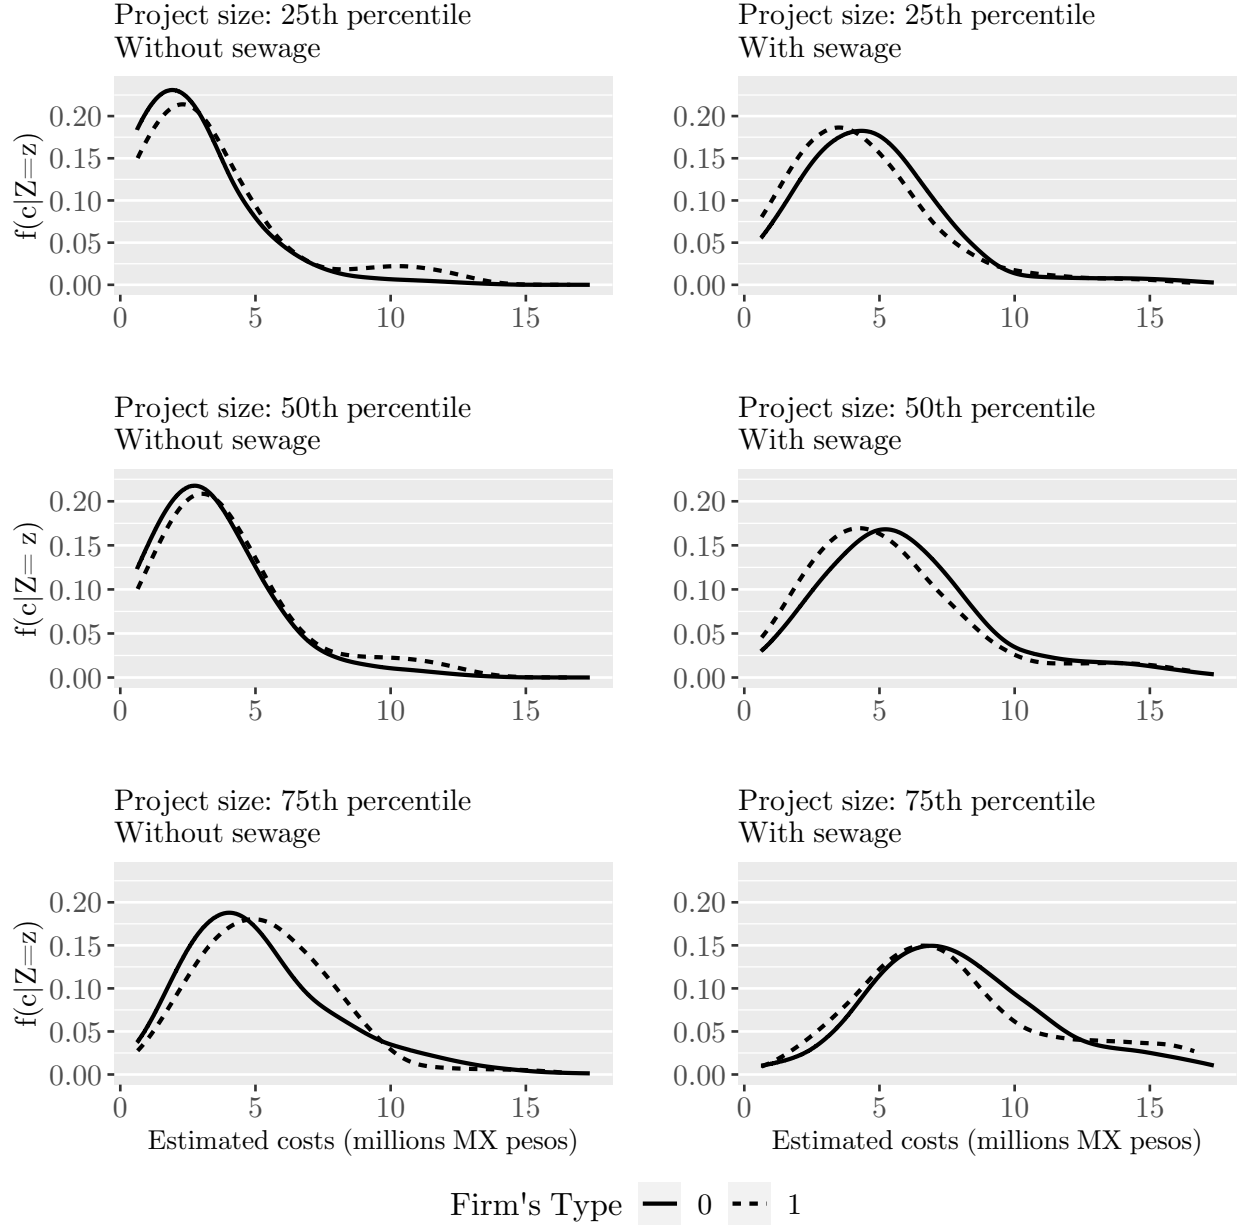 Project size: 25th percentile
Without sewage
f(c|Z=z)
0.20
0.15
0.10
0.05
0.00
0 5 10 15
Project size: 25th percentile
With sewage
0.20
0.15
0.10
0.05
0.00
0 5 10 15
Project size: 50th percentile
Without sewage
f(c|Z= z)
0.20
0.15
0.10
0.05
0.00
0 5 10 15
Project size: 50th percentile
With sewage
0.20
0.15
0.10
0.05
0.00
0 5 10 15
Project size: 75th percentile
Without sewage
f(c|Z=z)
0.20
0.15
0.10
0.05
0.00
0 5 10 15
Estimated costs (millions MX pesos)
Project size: 75th percentile
With sewage
0.20
0.15
0.10
0.05
0.00
0 5 10 15
Estimated costs (millions MX pesos)
Firm's Type 0 1